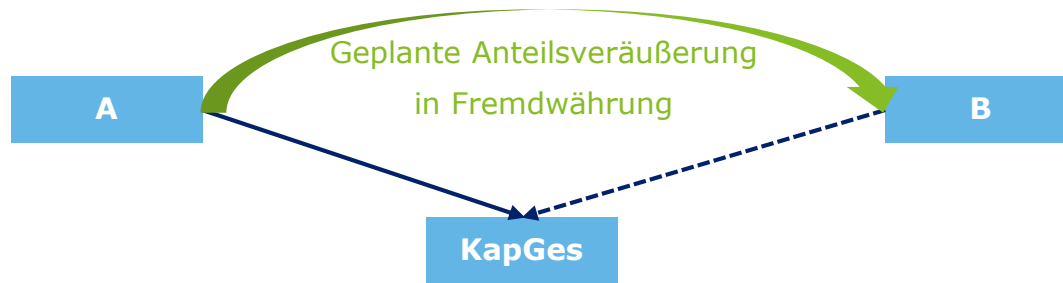 Geplante Anteilsveräußerung
in Fremdwährung
A
B
KapGes